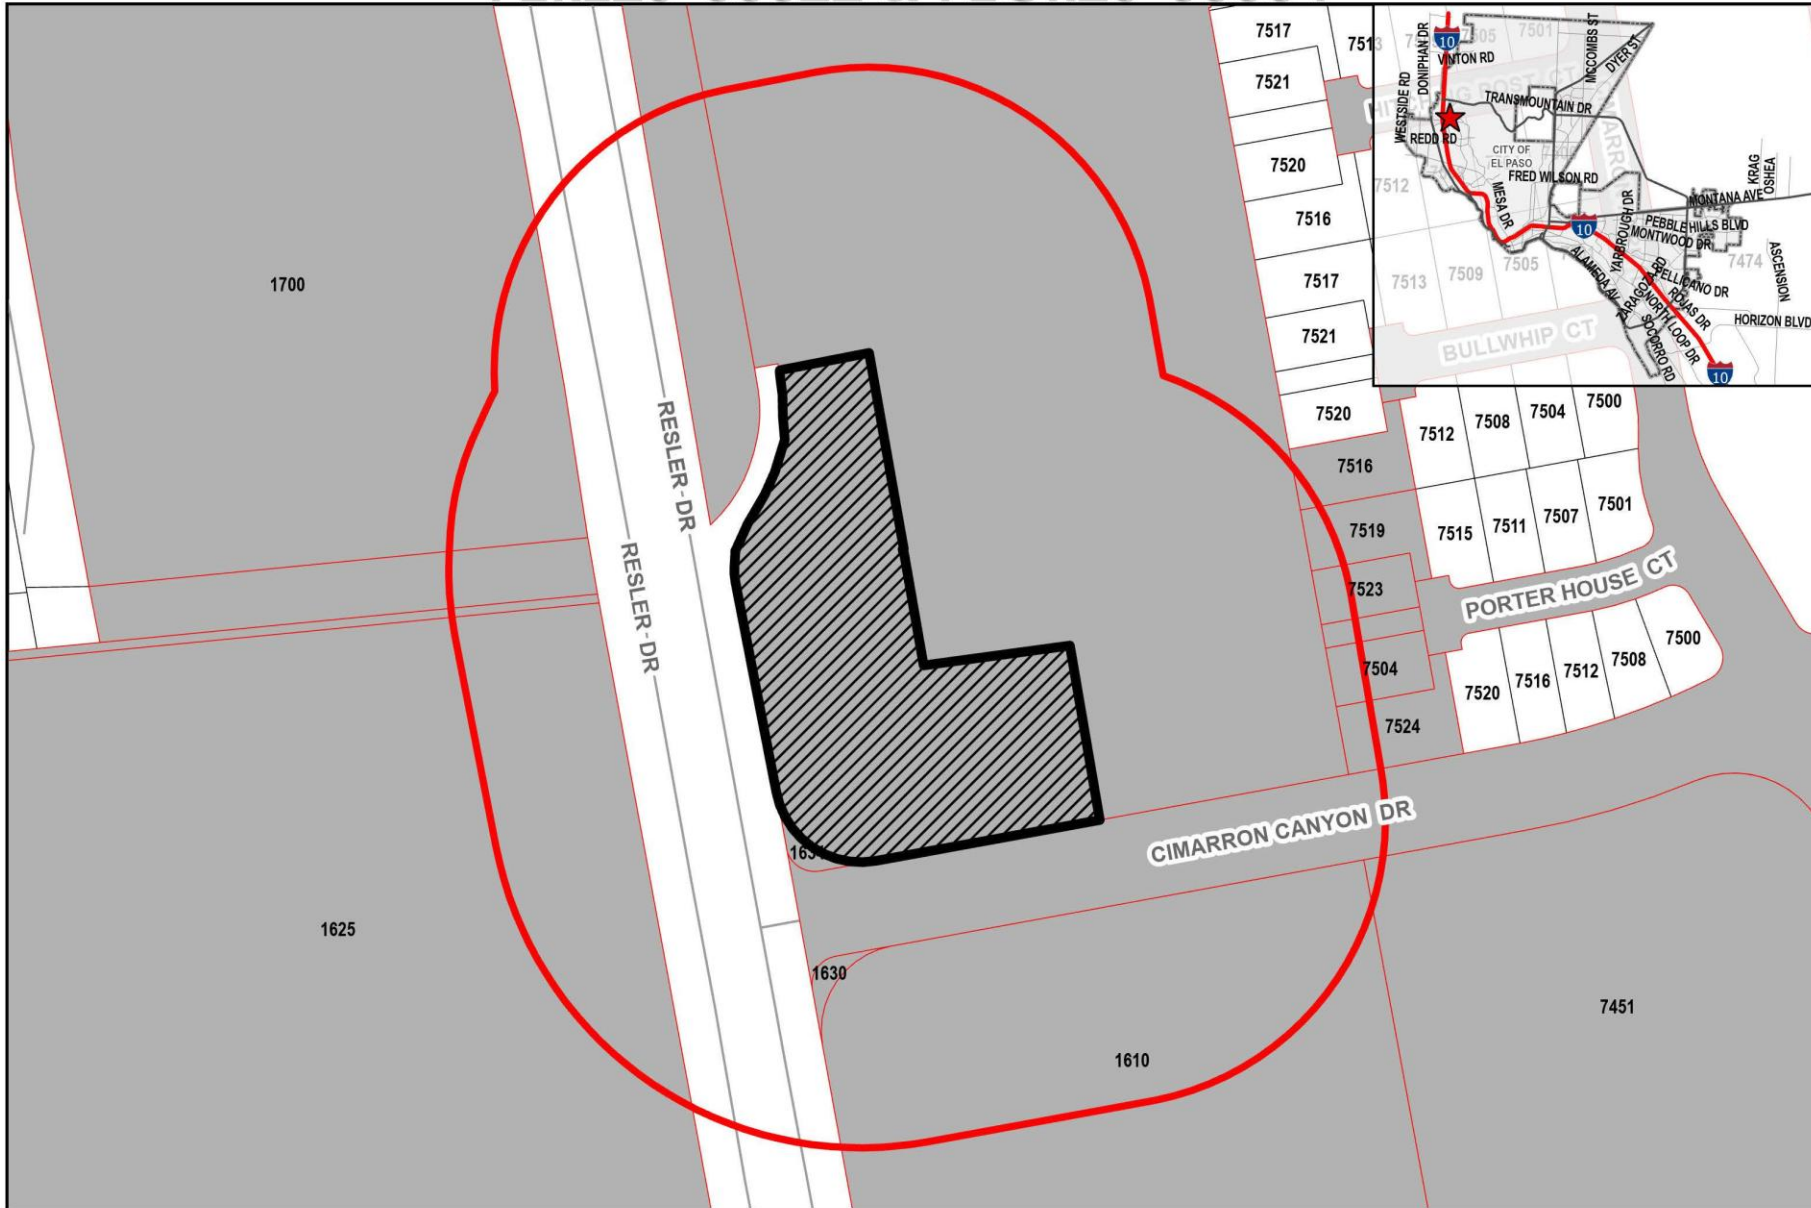 7517
7513
7521
7520
7516
7512
7517
7513
7509
7505
7521
7520
BULLWHIP CT
1700
RESLER DR
RESLER DR
7516
7512
7508
7504
7500
7519
7515
7511
7507
7501
7523
PORTER HOUSE CT
7504
7520
7516
7512
7508
7500
7524
CIMARRON CANYON DR
1625
1630
1610
7451
10
VINTON RD
DONIPHAN DR
WESTSIDE RD
MCCOMBS ST
DYER ST
7501
TRANSMOUNTAIN DR
REDD RD
CITY OF
EL PASO
FRED WILSON RD
MESA DR
KRAG
OSHEA
MONTANA AVE
YARBROUGH DR
PEBBLE HILLS BLVD
MONTWOOD DR
10
7474
ASCENSION
ALAMEDA AV
PELLICANO DR
ROJAS DR
NORTH LOOP DR
SOCORRO RD
HORIZON BLVD
10